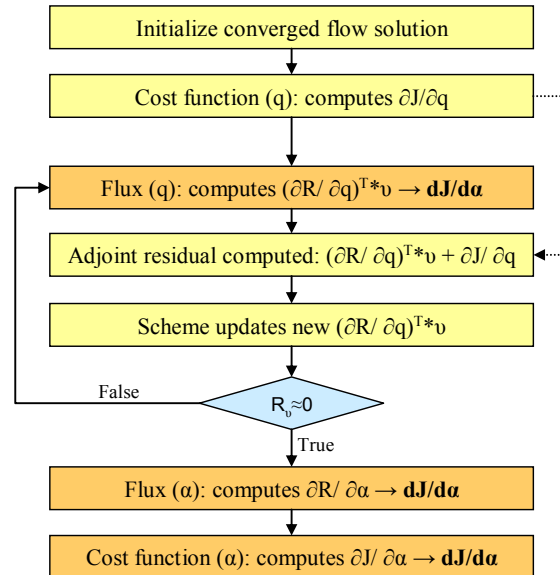 Initialize converged flow solution
Cost function (q): computes ∂J/∂q
Flux (q): computes (∂R/ ∂q)ᵀ*υ → dJ/dα
Adjoint residual computed: (∂R/ ∂q)ᵀ*υ + ∂J/ ∂q
Scheme updates new (∂R/ ∂q)ᵀ*υ
False
Rᵥ≈0
True
Flux (α): computes ∂R/ ∂α → dJ/dα
Cost function (α): computes ∂J/ ∂α → dJ/dα